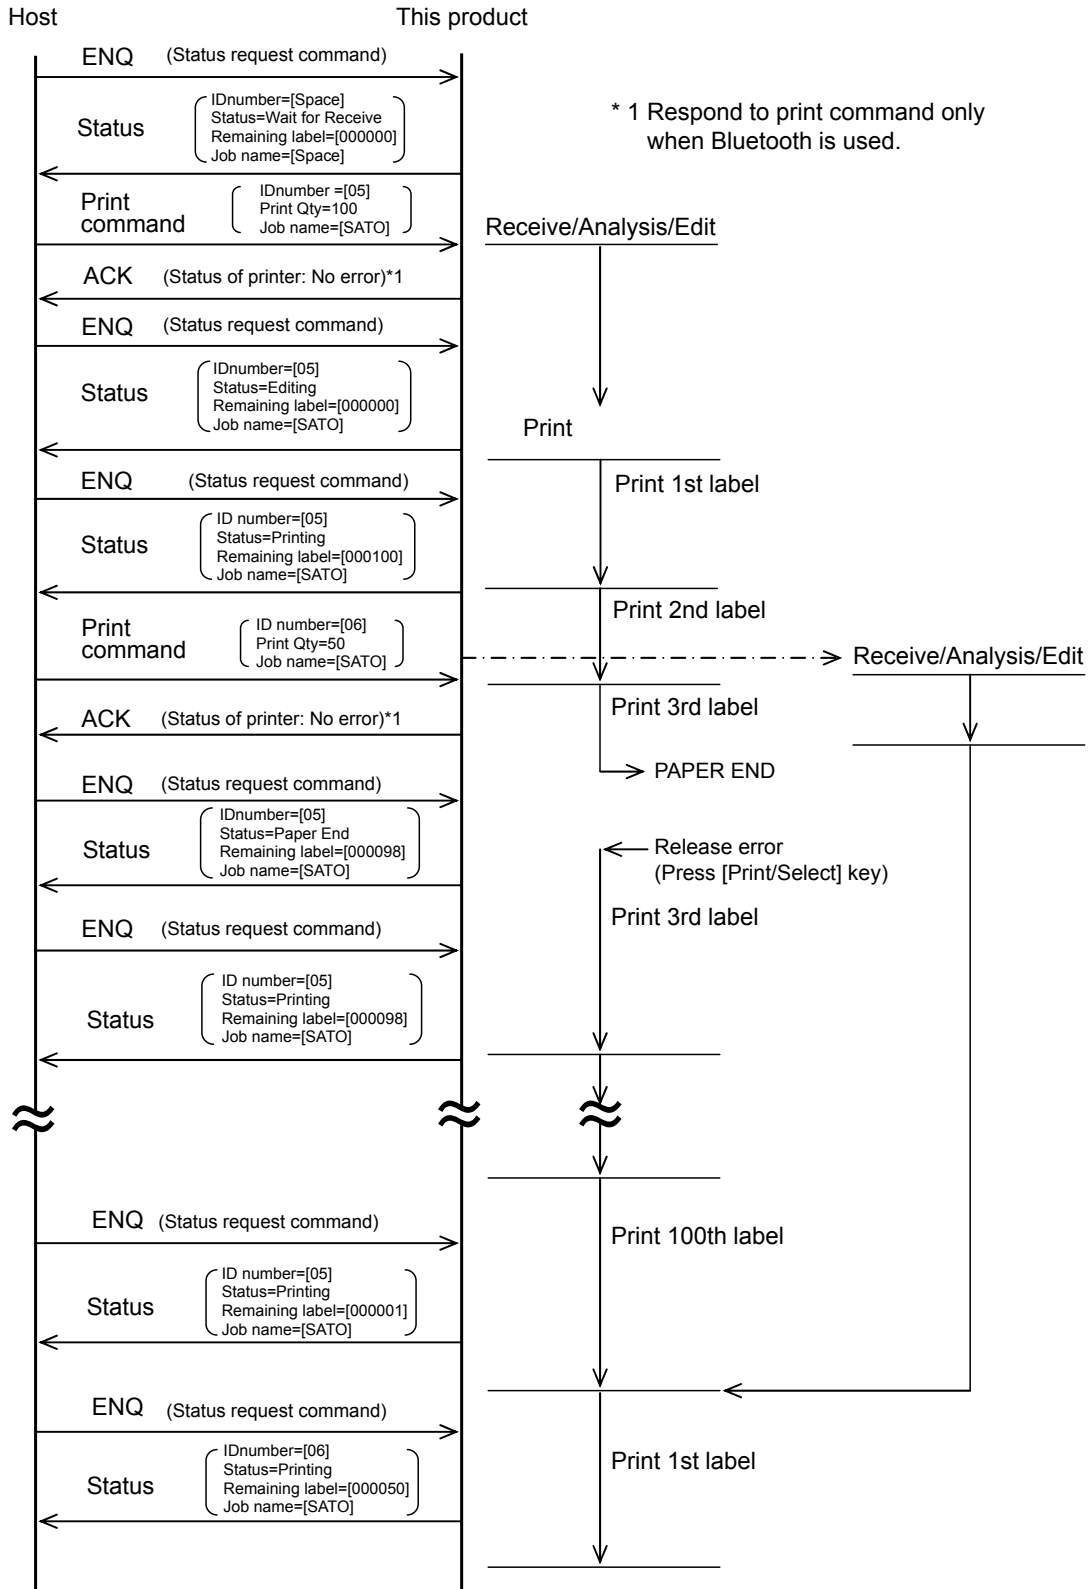 Host
This product
ENQ (Status request command)
* 1 Respond to print command only
when Bluetooth is used.
Status
IDnumber=[Space]
Status=Wait for Receive
Remaining label=[000000]
Job name=[Space]
Print
command
IDnumber =[05]
Print Qty=100
Job name=[SATO]
Receive/Analysis/Edit
ACK (Status of printer: No error)*1
ENQ (Status request command)
Status
IDnumber=[05]
Status=Editing
Remaining label=[000000]
Job name=[SATO]
Print
ENQ (Status request command)
Print 1st label
Status
ID number=[05]
Status=Printing
Remaining label=[000100]
Job name=[SATO]
Print 2nd label
Print
command
ID number=[06]
Print Qty=50
Job name=[SATO]
Receive/Analysis/Edit
Print 3rd label
ACK (Status of printer: No error)*1
PAPER END
ENQ (Status request command)
Status
IDnumber=[05]
Status=Paper End
Remaining label=[000098]
Job name=[SATO]
Release error
(Press [Print/Select] key)
Print 3rd label
ENQ (Status request command)
Status
ID number=[05]
Status=Printing
Remaining label=[000098]
Job name=[SATO]
ENQ (Status request command)
Print 100th label
Status
ID number=[05]
Status=Printing
Remaining label=[000001]
Job name=[SATO]
ENQ (Status request command)
Print 1st label
Status
IDnumber=[06]
Status=Printing
Remaining label=[000050]
Job name=[SATO]